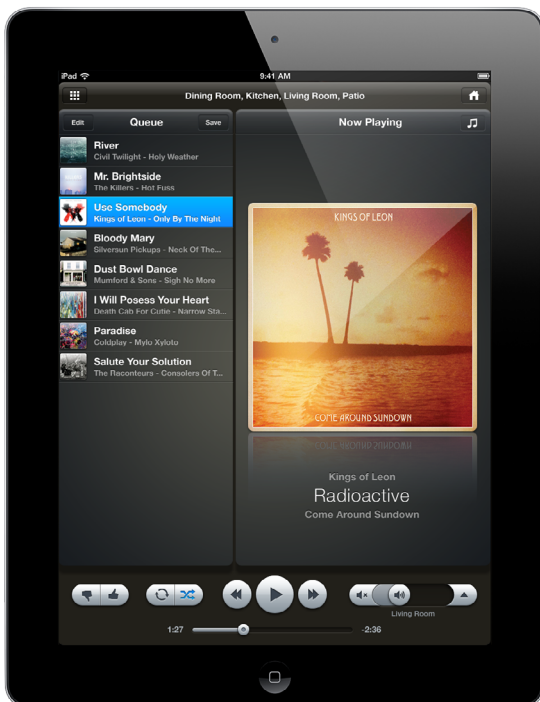 iPad
9:41 AM
Dining Room, Kitchen, Living Room, Patio
Edit
Queue
Save
Now Playing
River
Civil Twilight - Holy Weather
Mr. Brightside
The Killers - Hot Fuss
Use Somebody
Kings of Leon - Only By The Night
Bloody Mary
Silversun Pickups - Neck Of The...
Dust Bowl Dance
Mumford & Sons - Sigh No More
I Will Posess Your Heart
Death Cab For Cutie - Narrow Sta...
Paradise
Coldplay - Mylo Xyloto
Salute Your Solution
The Raconteurs - Consolers Of T...
KINGS OF LEON
COME AROUND SUNDOWN
Kings of Leon
Radioactive
Come Around Sundown
Living Room
1:27
-2:36